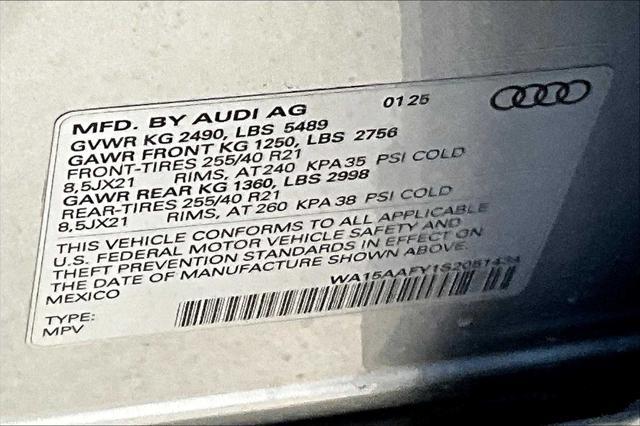 MFD. BY AUDI AG 01 25
GVWR KG 2490, LBS 5489
GAWR FRONT KG 1250, LBS 2756
FRONT-TIRES 255/40 R21
8,5JX21 RIMS, AT 240 KPA 35 PSI COLD
GAWR REAR KG 1360, LBS 2998
REAR-TIRES 255/40 R21
8,5JX21 RIMS, AT 260 KPA 38 PSI COLD
THIS VEHICLE CONFORMS TO ALL APPLICABLE
U.S. FEDERAL MOTOR VEHICLE SAFETY AND
THEFT PREVENTION STANDARDS IN EFFECT ON
THE DATE OF MANUFACTURE SHOWN ABOVE.
MEXICO WA15AAFY1S2051434
TYPE:
MPV